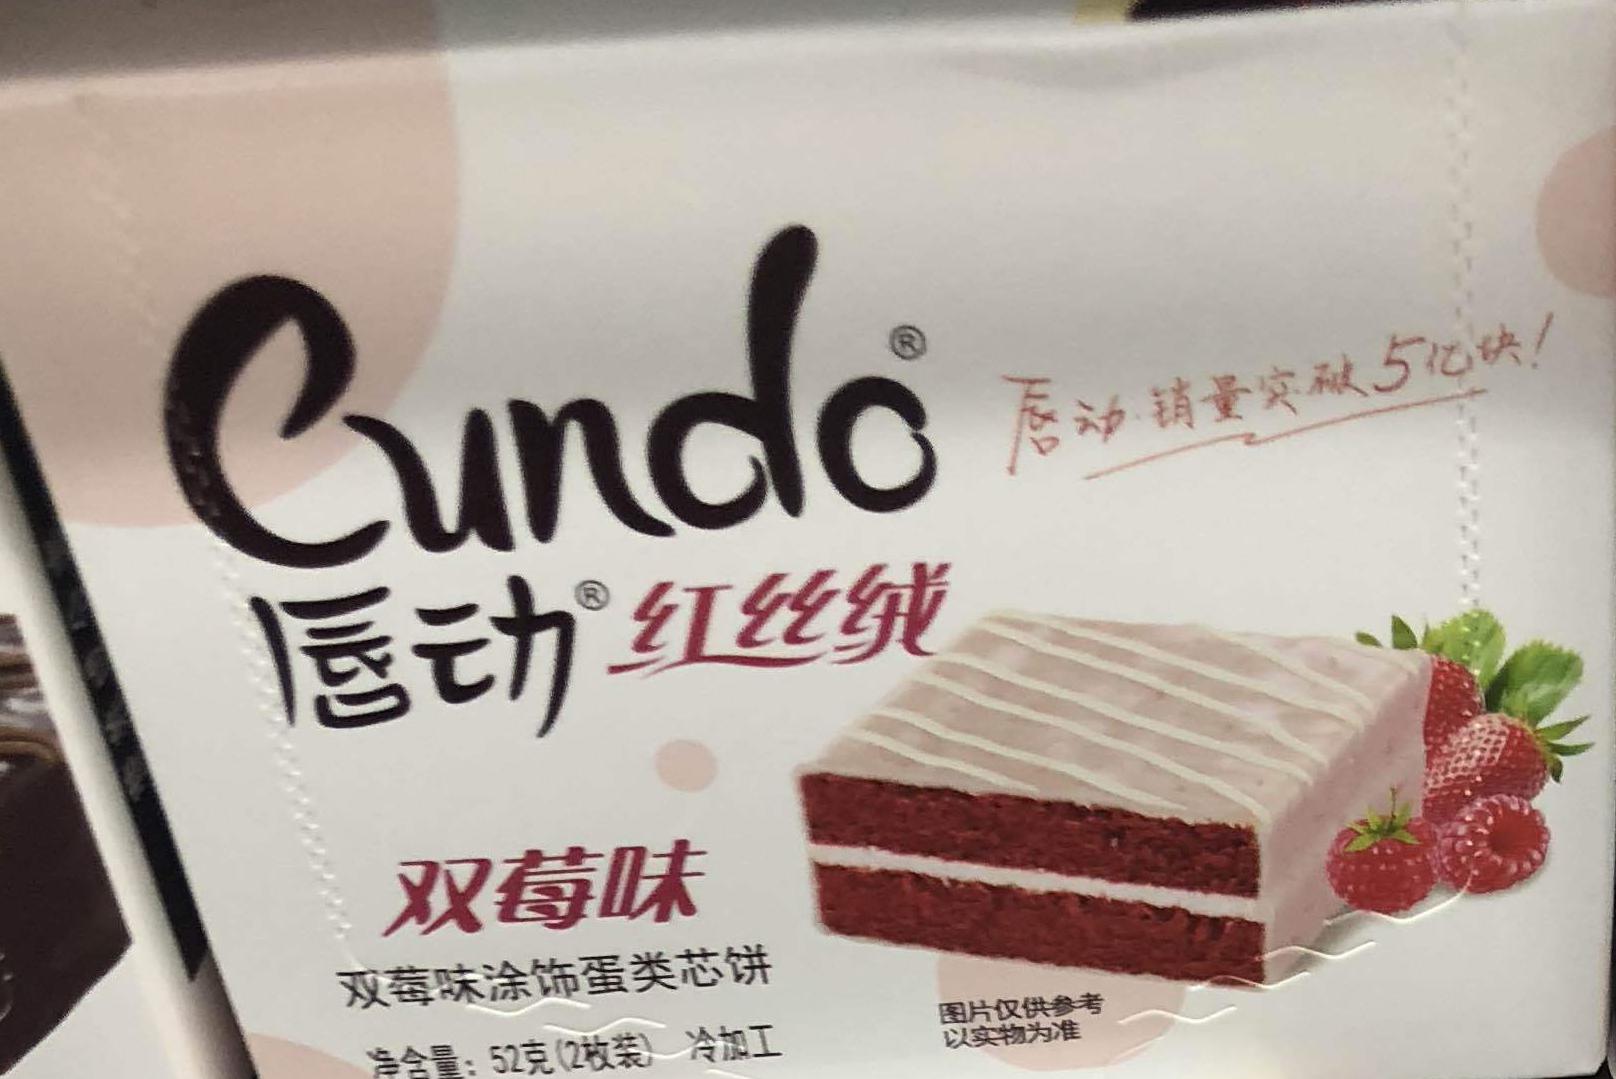 Cundo®
唇动·销量突破5亿块!
唇动®红丝绒
双莓味
双莓味涂饰蛋类芯饼
图片仅供参考
以实物为准
净含量：52克(2枚装) 冷加工